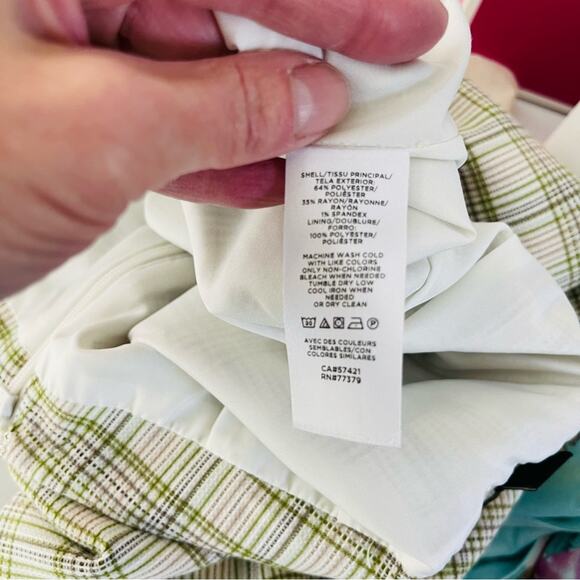 SHELL/TISSU PRINCIPAL/
TELA EXTERIOR:
64% POLYESTER/
POLIÉSTER
35% RAYON/RAYONNE/
RAYÓN
1% SPANDEX
LINING/DOUBLURE/
FORRO:
100% POLYESTER/
POLIÉSTER
MACHINE WASH COLD
WITH LIKE COLORS
ONLY NON-CHLORINE
BLEACH WHEN NEEDED
TUMBLE DRY LOW
COOL IRON WHEN
NEEDED
OR DRY CLEAN
AVEC DES COULEURS
SEMBLABLES/CON
COLORES SIMILARES
CA#57421
RN#77379